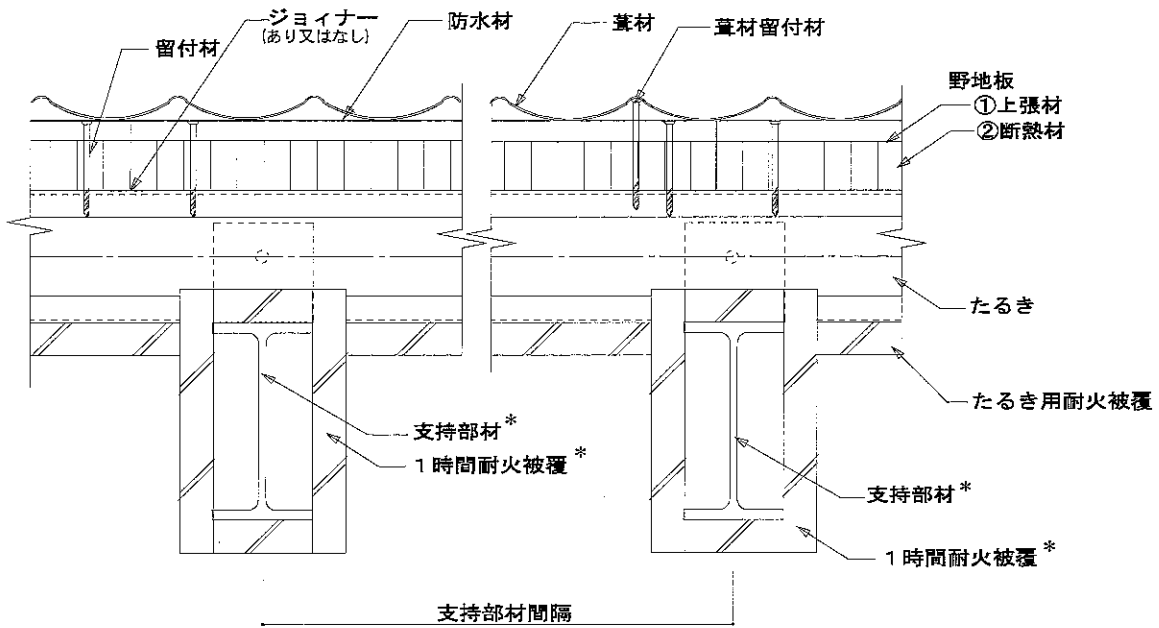 ジョイナー
(あり又はなし)
留付材
防水材
葺材
葺材留付材
野地板
①上張材
②断熱材
たるき
たるき用耐火被覆
支持部材*
1時間耐火被覆*
支持部材*
1時間耐火被覆*
支持部材間隔